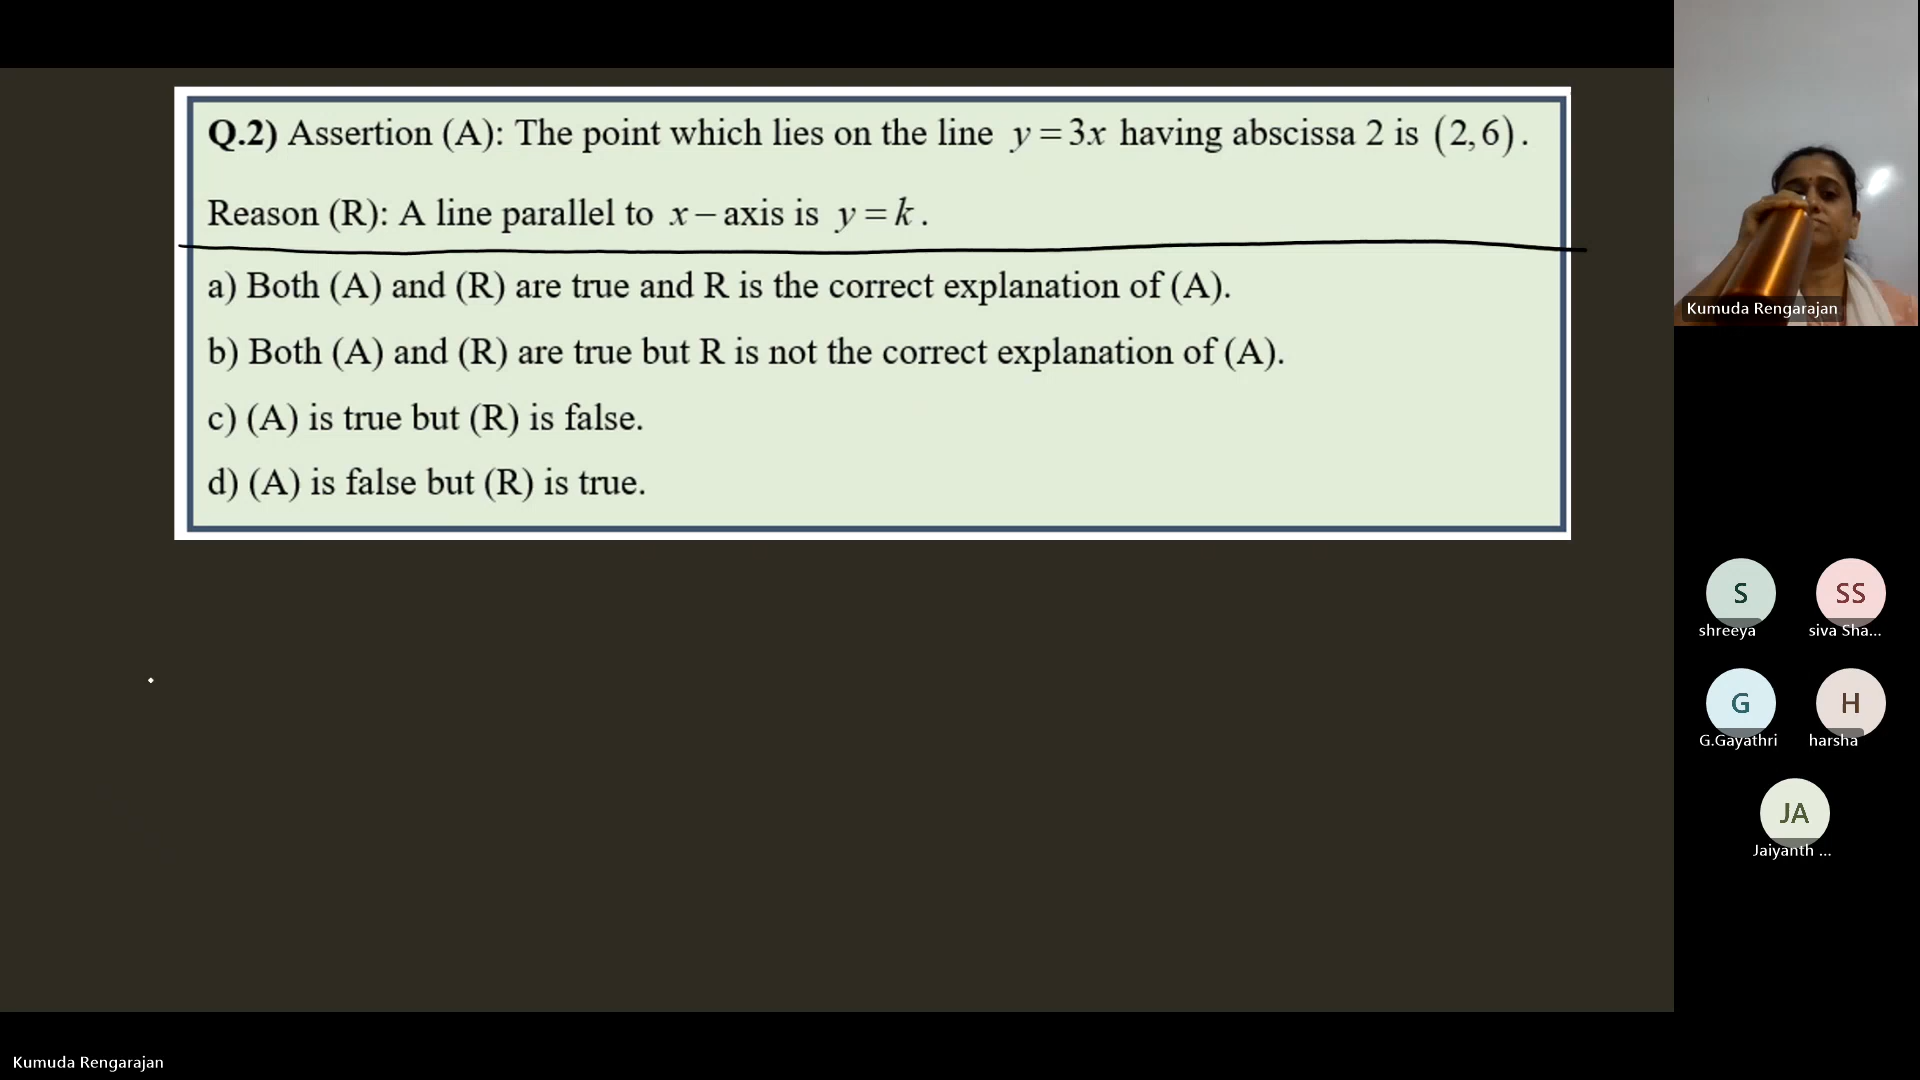 Q.2) Assertion (A): The point which lies on the line y = 3x having abscissa 2 is (2, 6).
Reason (R): A line parallel to x – axis is y = k.
a) Both (A) and (R) are true and R is the correct explanation of (A).
b) Both (A) and (R) are true but R is not the correct explanation of (A).
c) (A) is true but (R) is false.
d) (A) is false but (R) is true.
Kumuda Rengarajan
S
shreeya
SS
siva Sha...
G
G.Gayathri
H
harsha
JA
Jaiyanth ...
Kumuda Rengarajan